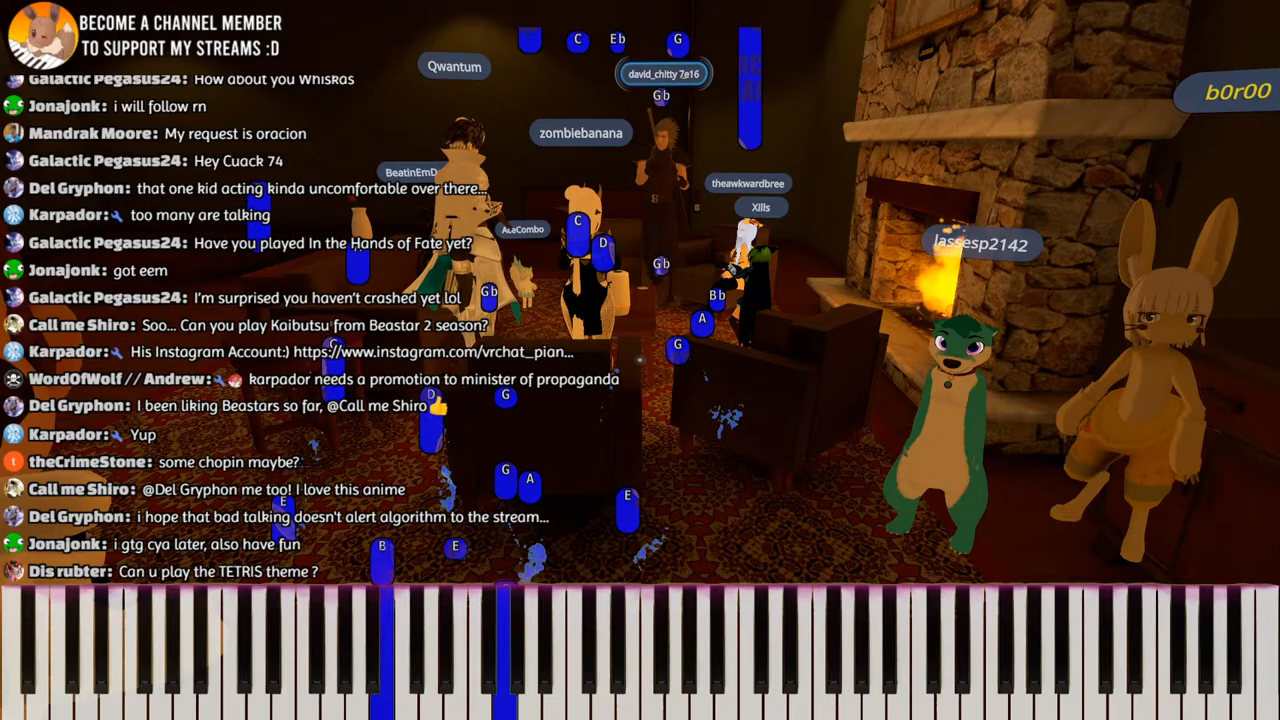 BECOME A CHANNEL MEMBER
TO SUPPORT MY STREAMS :D
Galactic Pegasus24: How about you Whiskas
Jonajonk: i will follow rn
Mandrak Moore: My request is oracion
Galactic Pegasus24: Hey Cuack 74
Del Gryphon: that one kid acting kinda uncomfortable over there...
Karpador: too many are talking
Galactic Pegasus24: Have you played In the Hands of Fate yet?
Jonajonk: got eem
Galactic Pegasus24: I'm surprised you haven't crashed yet lol
Call me Shiro: Soo... Can you play Kaibutsu from Beastar 2 season?
Karpador: His Instagram Account:) https://www.instagram.com/vrchat_pian...
WordOfWolf // Andrew: karpador needs a promotion to minister of propaganda
Del Gryphon: I been liking Beastars so far, @Call me Shiro👍
Karpador: Yup
theCrimeStone: some chopin maybe?
Call me Shiro: @Del Gryphon me too! I love this anime
Del Gryphon: i hope that bad talking doesn't alert algorithm to the stream...
Jonajonk: i gtg cya later, also have fun
Dis rubter: Can u play the TETRIS theme ?
C Eb G
Qwantum
david_chitty 7e16
Gb
b0r00
zombiebanana
BeatinEmD
theawkwardbree
Xills
AceCombo
C
D
lassesp2142
Gb
Gb
Bb
A
G
C
D
G
G
A
E
E
B
E